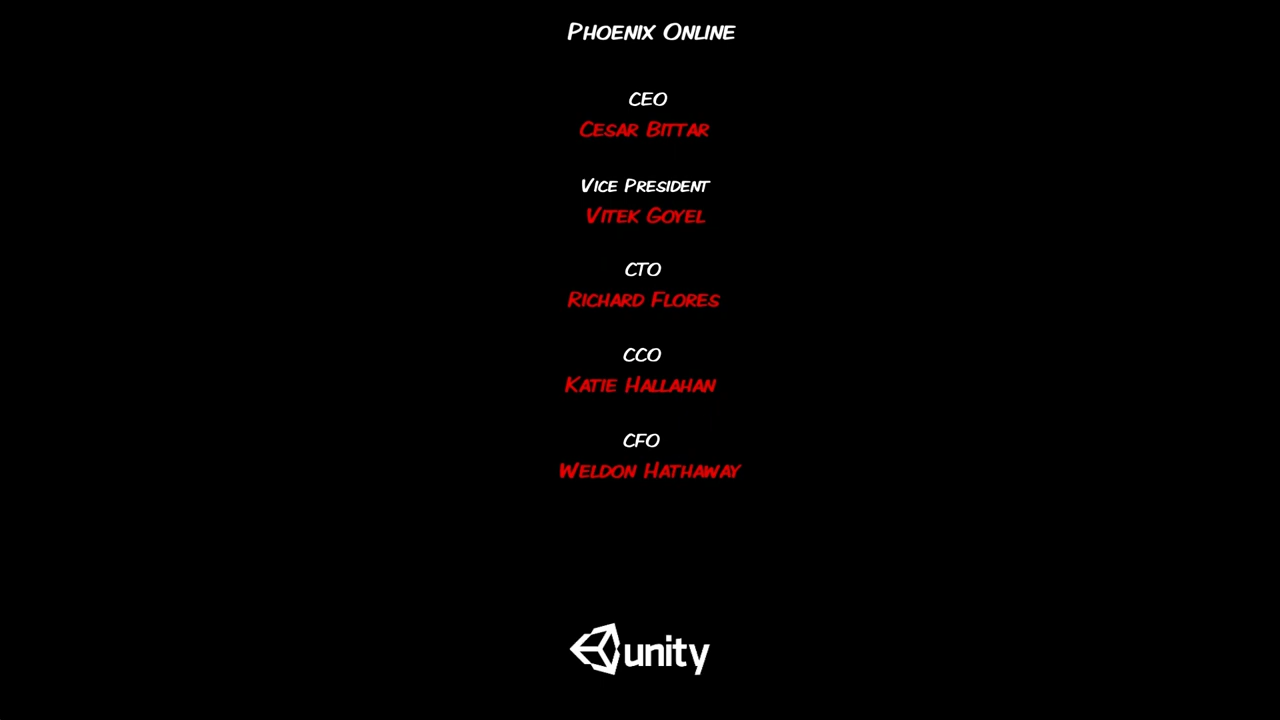 Phoenix Online
CEO
Cesar Bittar
Vice President
Vitek Goyel
CTO
Richard Flores
CCO
Katie Hallahan
CFO
Weldon Hathaway
unity